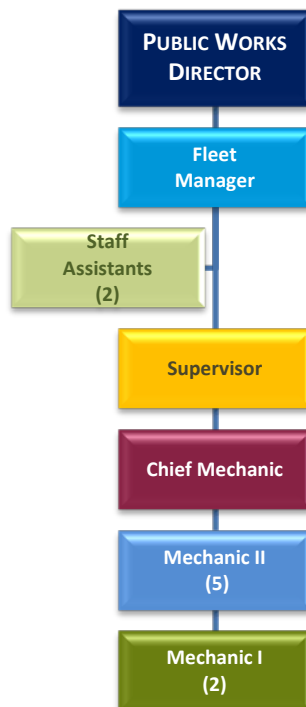 PUBLIC WORKS
DIRECTOR
Fleet
Manager
Staff
Assistants
(2)
Supervisor
Chief Mechanic
Mechanic II
(5)
Mechanic I
(2)